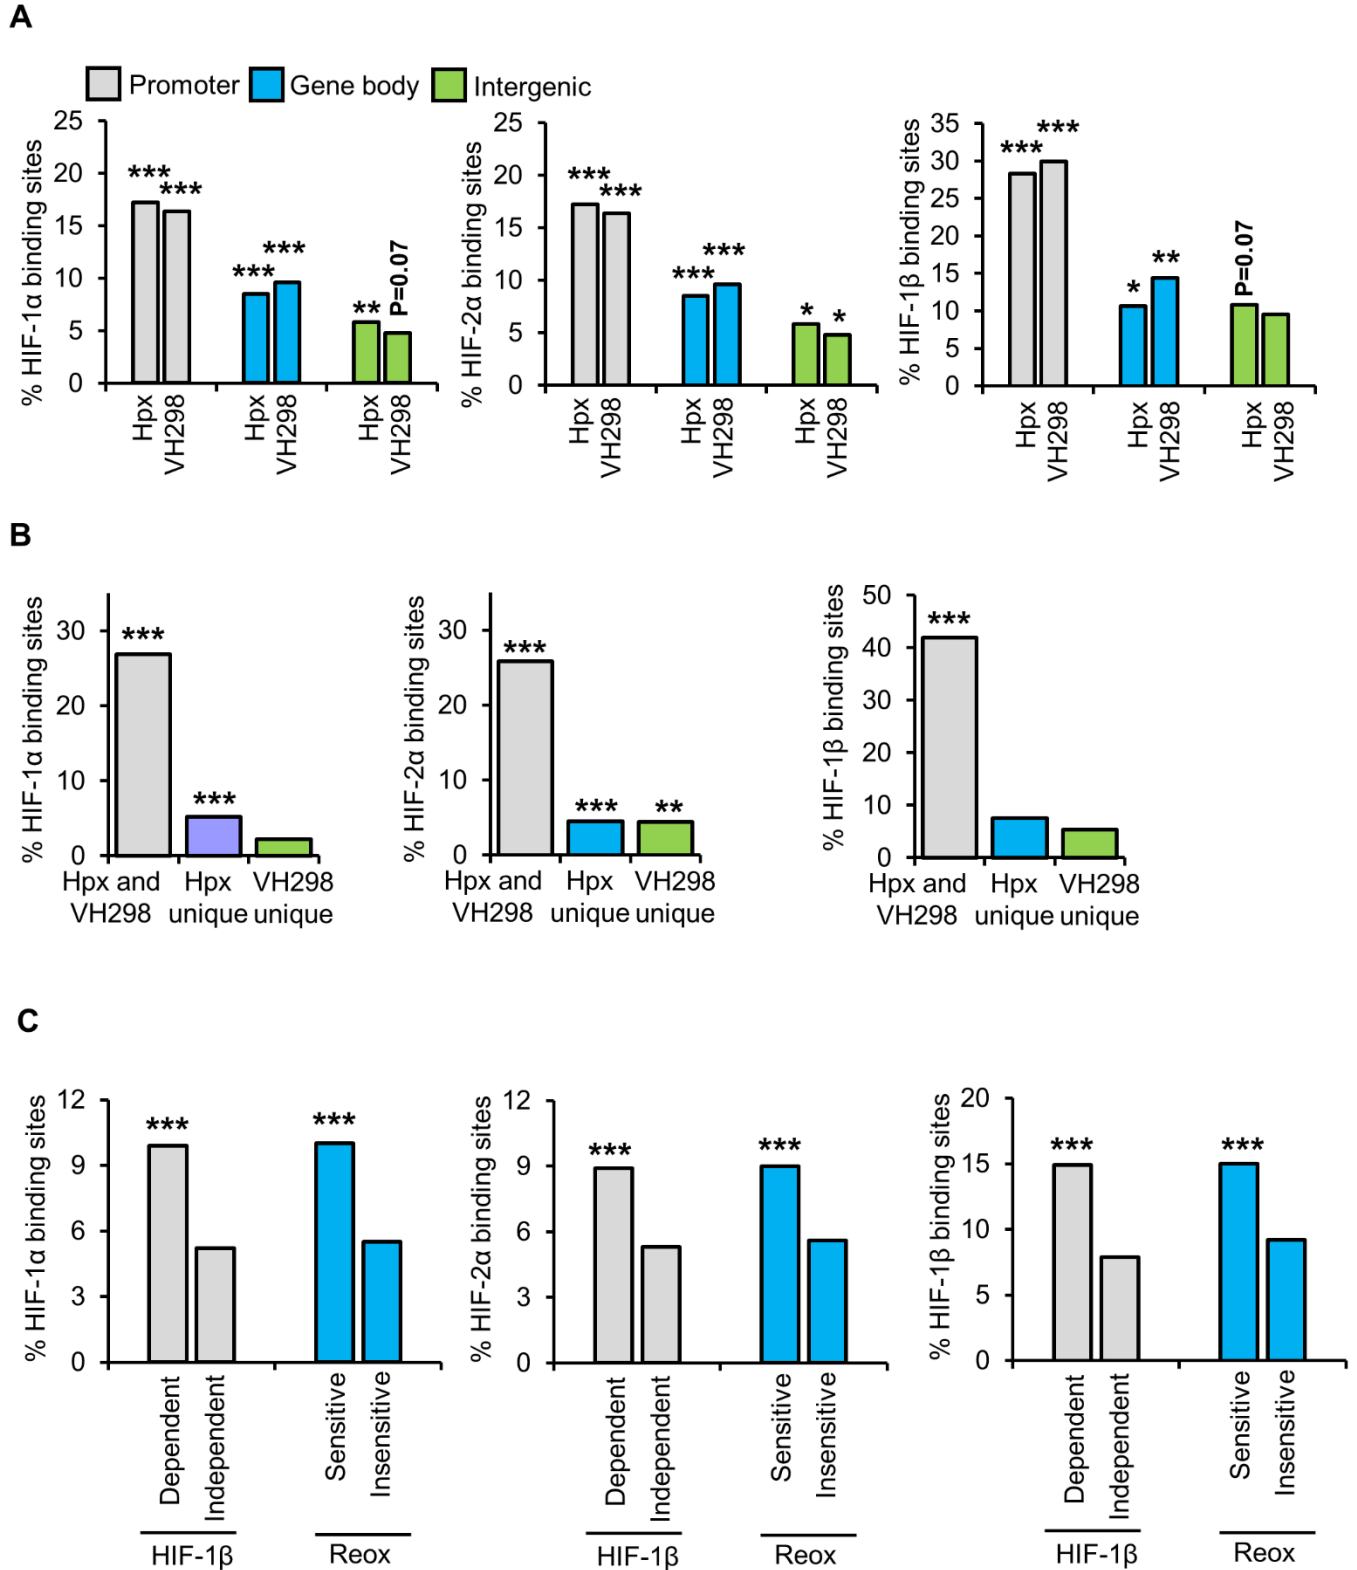 A
Promoter Gene body Intergenic
% HIF-1α binding sites
25
20
15
10
5
0
*** *** *** *** ** P=0.07
Hpx VH298 Hpx VH298 Hpx VH298
% HIF-2α binding sites
25
20
15
10
5
0
*** *** *** *** * *
Hpx VH298 Hpx VH298 Hpx VH298
% HIF-1β binding sites
35
30
25
20
15
10
5
0
*** *** * ** P=0.07
Hpx VH298 Hpx VH298 Hpx VH298
B
% HIF-1α binding sites
30
20
10
0
*** ***
Hpx and Hpx VH298
VH298 unique unique
% HIF-2α binding sites
30
20
10
0
*** *** **
Hpx and Hpx VH298
VH298 unique unique
% HIF-1β binding sites
50
40
30
20
10
0
***
Hpx and Hpx VH298
VH298 unique unique
C
% HIF-1α binding sites
12
9
6
3
0
*** ***
Dependent Independent Sensitive Insensitive
HIF-1β Reox
% HIF-2α binding sites
12
9
6
3
0
*** ***
Dependent Independent Sensitive Insensitive
HIF-1β Reox
% HIF-1β binding sites
20
15
10
5
0
*** ***
Dependent Independent Sensitive Insensitive
HIF-1β Reox